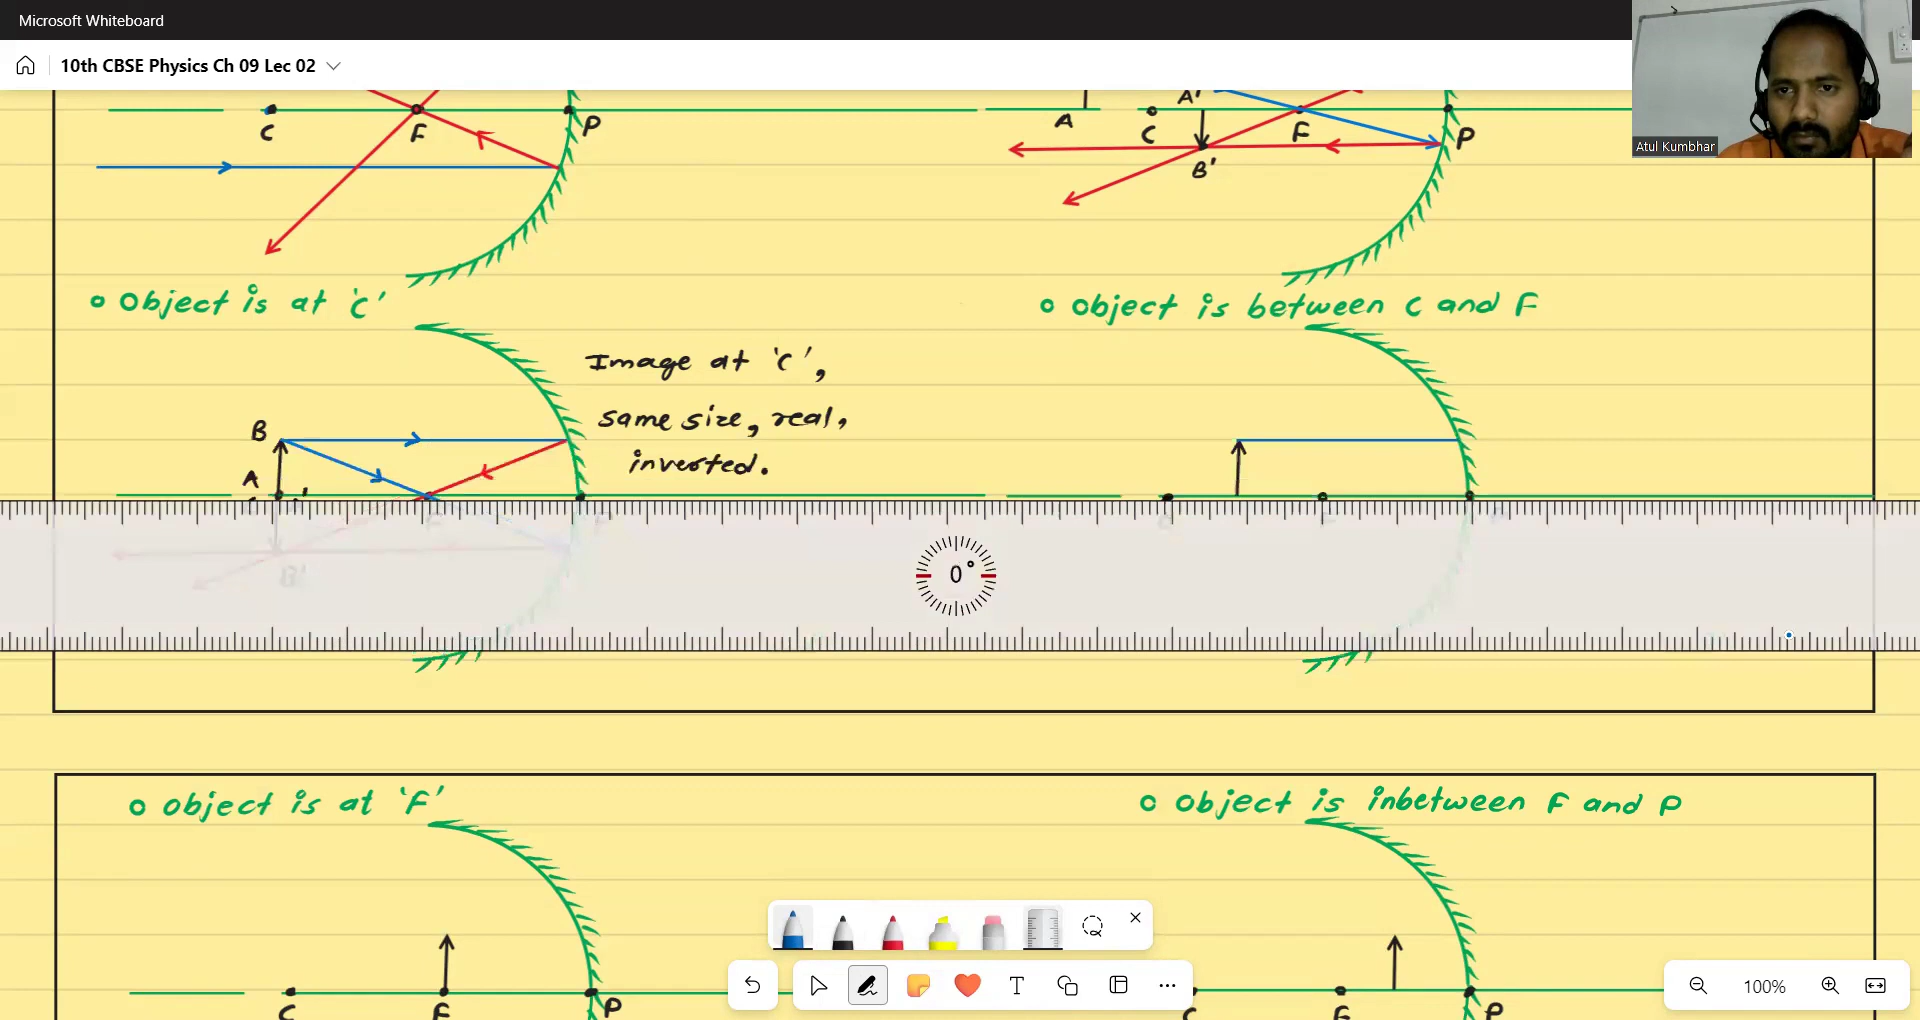 Microsoft Whiteboard
10th CBSE Physics Ch 09 Lec 02
Atul Kumbhar
C F P
A C A' F P
B'
Object is at 'C'
Object is between C and F
Image at 'C',
same size, real,
inverted.
B
A
B'
0°
Object is at 'F'
Object is inbetween F and P
C F P
C F P
100%